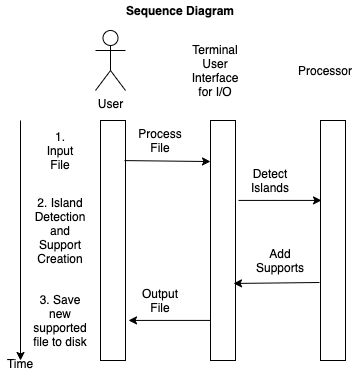 Sequence Diagram
Terminal
User
Interface
for I/O
Processor
User
1.
Input
File
Process
File
Detect
Islands
2. Island
Detection
and
Support
Creation
Add
Supports
3. Save
new
supported
file to disk
Output
File
Time